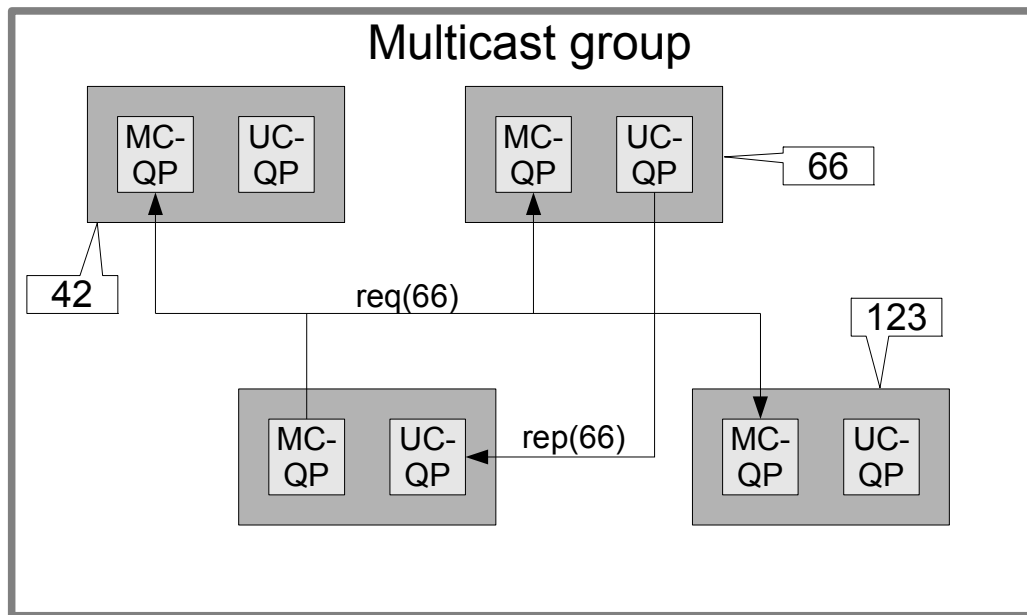 Multicast group
MC-
QP
UC-
QP
MC-
QP
UC-
QP
66
42
req(66)
123
MC-
QP
UC-
QP
rep(66)
MC-
QP
UC-
QP